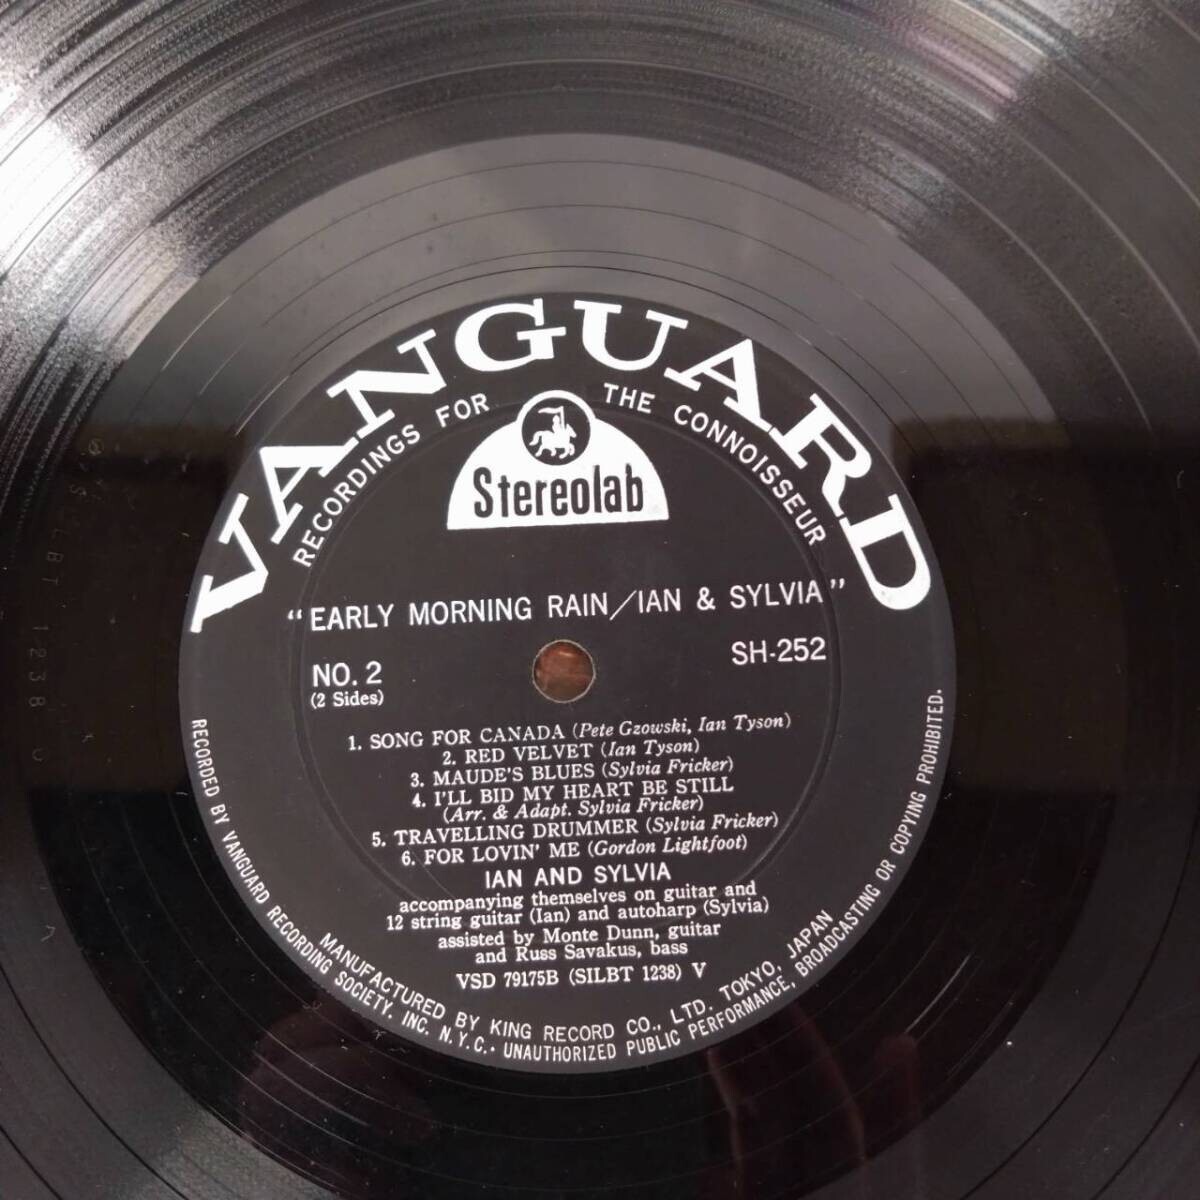 VANGUARD
RECORDINGS FOR THE CONNOISSEUR
Stereolab
"EARLY MORNING RAIN/IAN & SYLVIA"
NO. 2
(2 Sides)
SH-252
1. SONG FOR CANADA (Pete Gzowski, Ian Tyson)
2. RED VELVET (Ian Tyson)
3. MAUDE'S BLUES (Sylvia Fricker)
4. I'LL BID MY HEART BE STILL
(Arr. & Adapt. Sylvia Fricker)
5. TRAVELLING DRUMMER (Sylvia Fricker)
6. FOR LOVIN' ME (Gordon Lightfoot)
IAN AND SYLVIA
accompanying themselves on guitar and
12 string guitar (Ian) and autoharp (Sylvia)
assisted by Monte Dunn, guitar
and Russ Savakus, bass
VSD 79175B (SILBT 1238) V
MANUFACTURED BY KING RECORD CO., LTD. TOKYO, JAPAN
RECORDED BY VANGUARD RECORDING SOCIETY, INC. N.Y.C. • UNAUTHORIZED PUBLIC PERFORMANCE, BROADCASTING OR COPYING PROHIBITED.